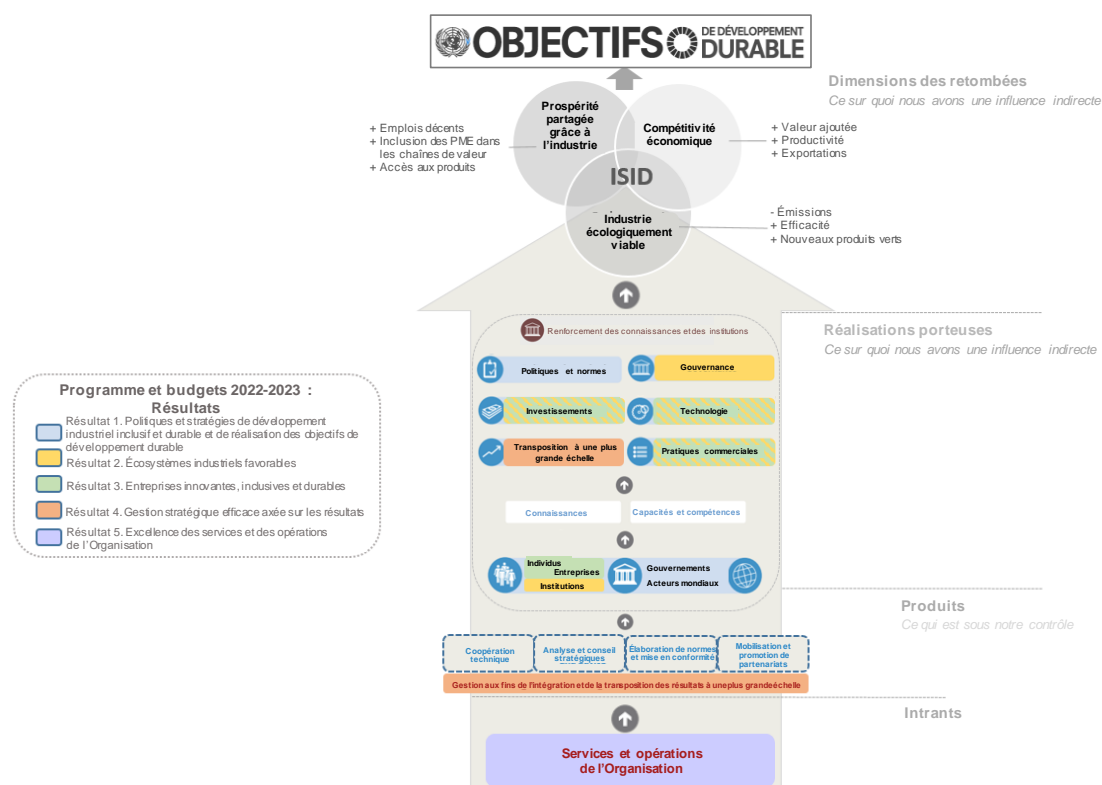 OBJECTIFS
DE DÉVELOPPEMENT
DURABLE
Dimensions des retombées
Ce sur quoi nous avons une influence indirecte
Prospérité
partagée
grâce à
l'industrie
Compétitivité
économique
+ Emplois décents
+ Inclusion des PME dans
les chaînes de valeur
+ Accès aux produits
+ Valeur ajoutée
+ Productivité
+ Exportations
ISID
Industrie
écologiquement
viable
- Émissions
+ Efficacité
+ Nouveaux produits verts
Renforcement des connaissances et des institutions
Réalisations porteuses
Ce sur quoi nous avons une influence indirecte
Politiques et normes
Gouvernance
Investissements
Technologie
Transposition à une plus
grande échelle
Pratiques commerciales
Programme et budgets 2022-2023 :
Résultats
Résultat 1. Politiques et stratégies de développement
industriel inclusif et durable et de réalisation des objectifs de
développement durable
Résultat 2. Écosystèmes industriels favorables
Résultat 3. Entreprises innovantes, inclusives et durables
Résultat 4. Gestion stratégique efficace axée sur les résultats
Résultat 5. Excellence des services et des opérations
de l'Organisation
Connaissances
Capacités et compétences
Individus
Entreprises
Institutions
Gouvernements
Acteurs mondiaux
Produits
Ce qui est sous notre contrôle
Coopération
technique
Analyse et conseil
stratégiques
Élaboration de normes
et mise en conformité
Mobilisation et
promotion de
partenariats
Gestion aux fins de l'intégration et de la transposition des résultats à une plus grande échelle
Intrants
Services et opérations
de l'Organisation